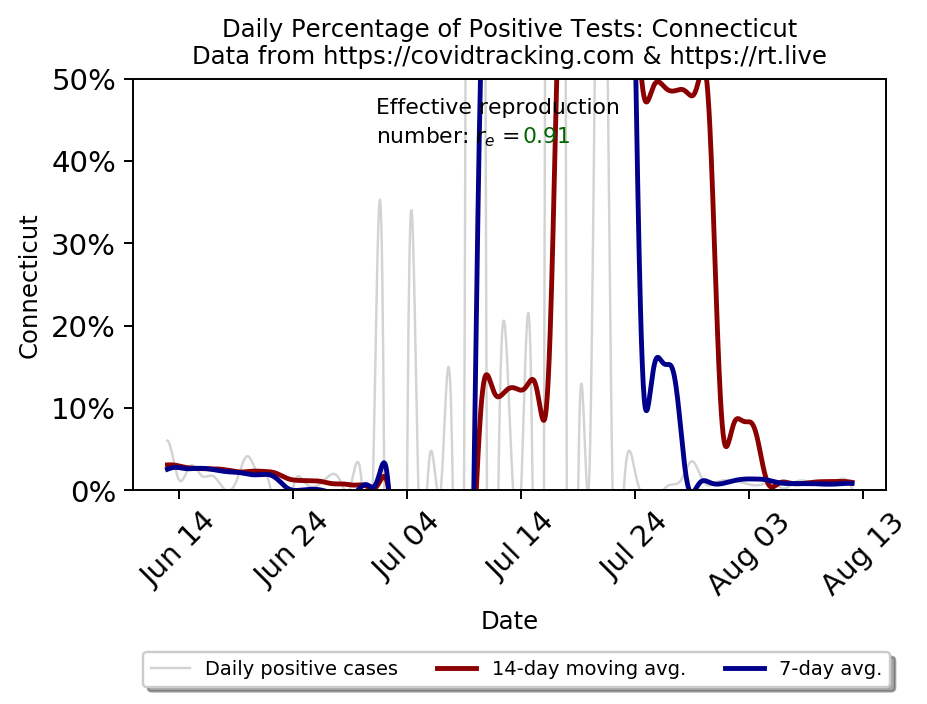 Daily Percentage of Positive Tests: Connecticut
Data from https://covidtracking.com & https://rt.live
50%
40%
30%
20%
10%
0%
Connecticut
Effective reproduction
number: r_e = 0.91
Jun 14
Jun 24
Jul 04
Jul 14
Jul 24
Aug 03
Aug 13
Date
Daily positive cases
14-day moving avg.
7-day avg.